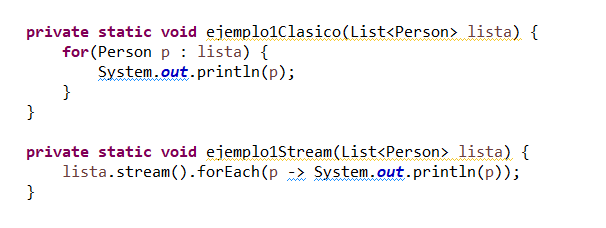 private static void ejemplo1Clasico(List<Person> lista) {
for(Person p : lista) {
System.out.println(p);
}
}
private static void ejemplo1Stream(List<Person> lista) {
lista.stream().forEach(p -> System.out.println(p));
}